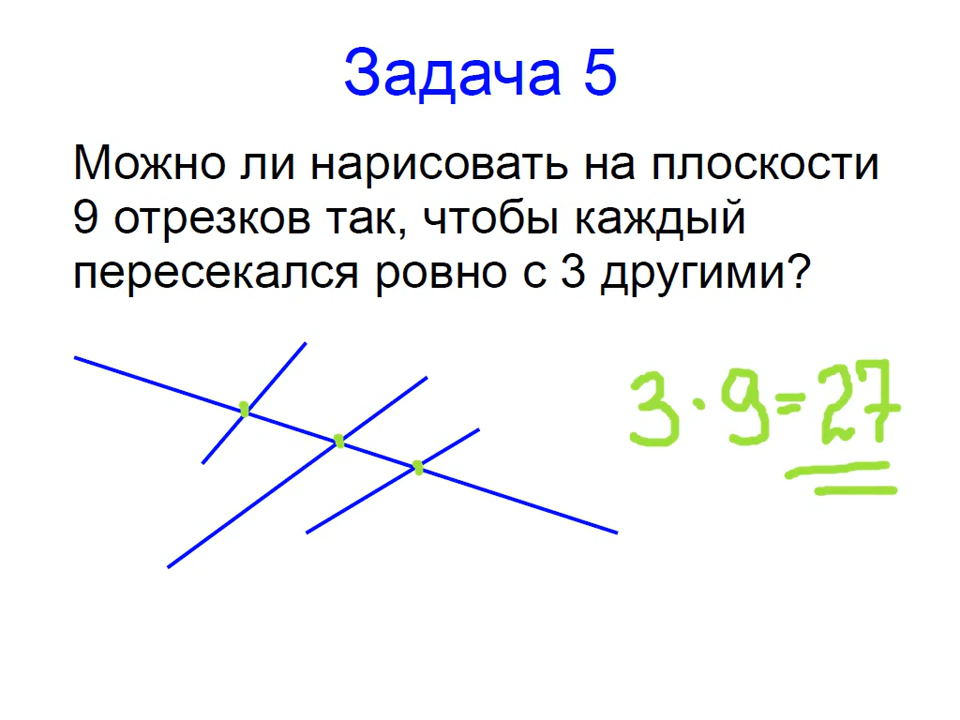 Задача 5
Можно ли нарисовать на плоскости
9 отрезков так, чтобы каждый
пересекался ровно с 3 другими?
3·9=27